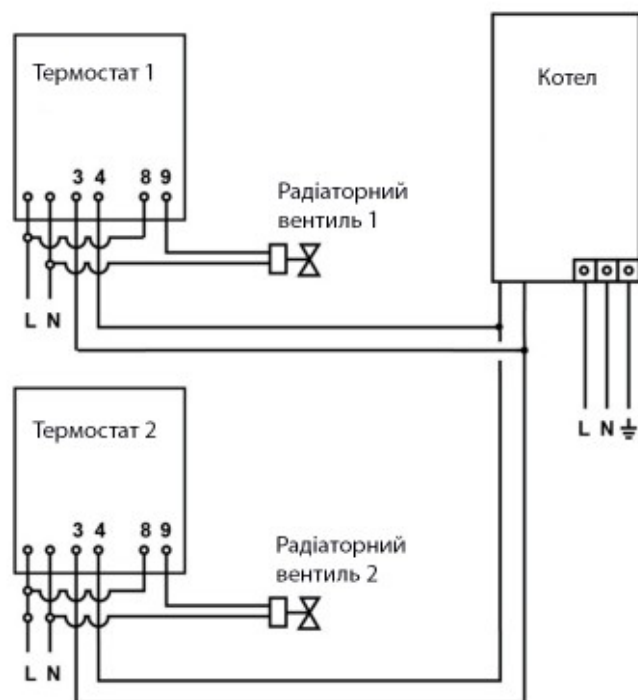 Термостат 1
Котел
3 4 8 9
Радіаторний
вентиль 1
L N
L N
Термостат 2
3 4 8 9
Радіаторний
вентиль 2
L N